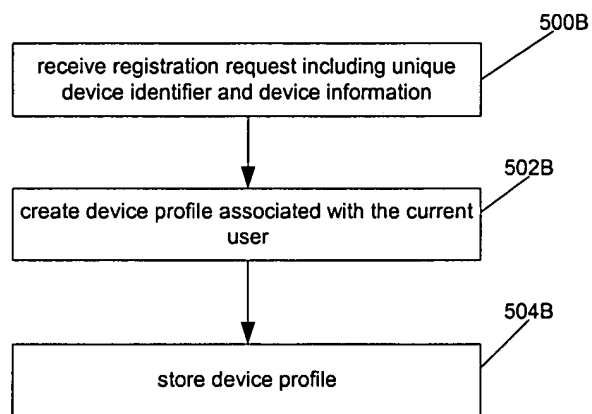 500B
receive registration request including unique
device identifier and device information
502B
create device profile associated with the current
user
504B
store device profile